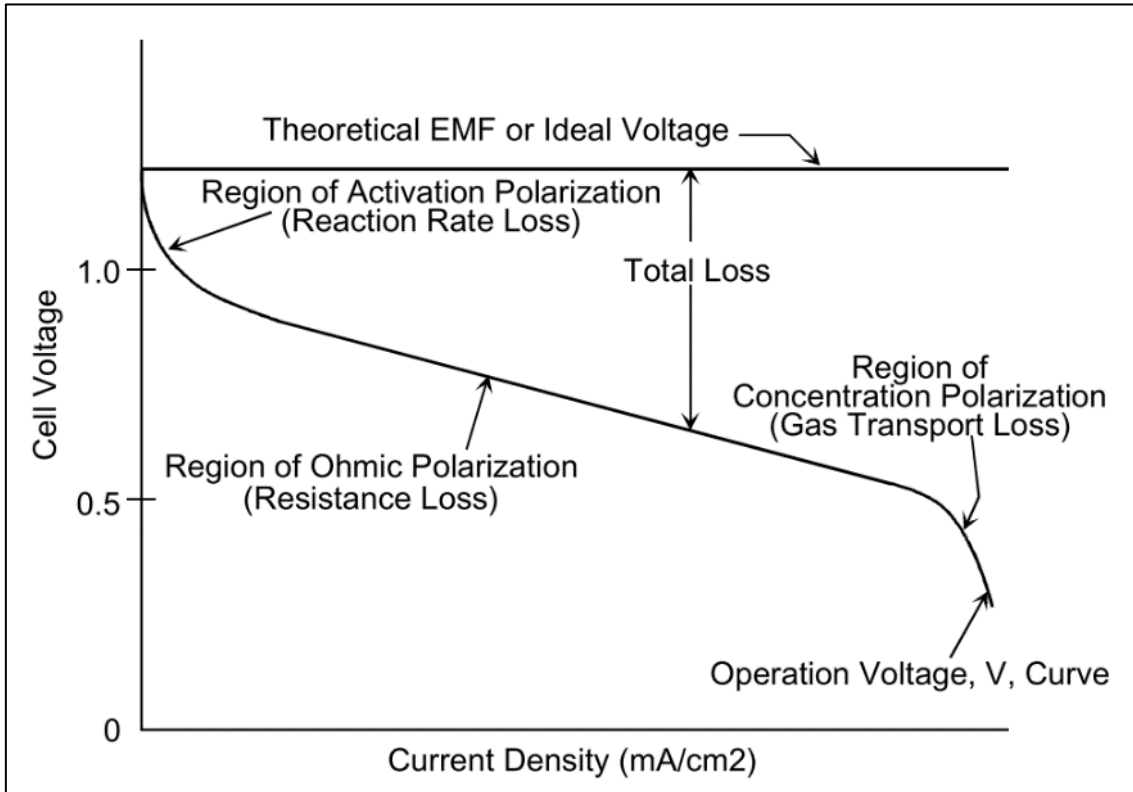 Theoretical EMF or Ideal Voltage
Region of Activation Polarization
(Reaction Rate Loss)
1.0
Total Loss
Cell Voltage
Region of
Concentration Polarization
(Gas Transport Loss)
Region of Ohmic Polarization
(Resistance Loss)
0.5
Operation Voltage, V, Curve
0
Current Density (mA/cm2)